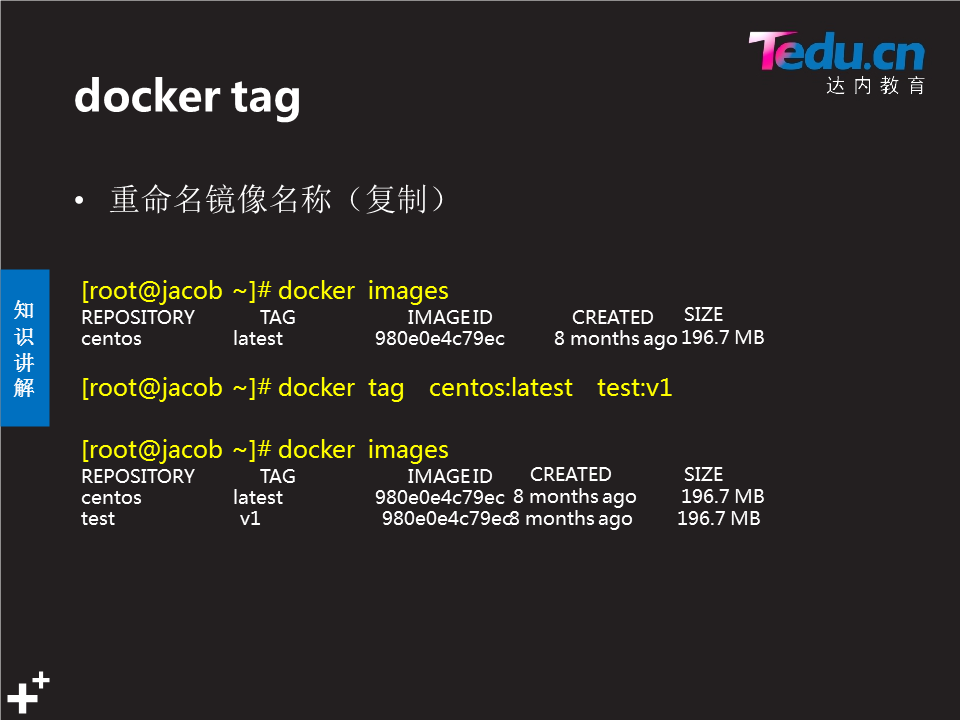 Tedu.cn
达内教育
docker tag
• 重命名镜像名称（复制）
知识讲解
[root@jacob ~]# docker images
REPOSITORY TAG IMAGE ID CREATED SIZE
centos latest 980e0e4c79ec 8 months ago 196.7 MB
[root@jacob ~]# docker tag centos:latest test:v1
[root@jacob ~]# docker images
REPOSITORY TAG IMAGE ID CREATED SIZE
centos latest 980e0e4c79ec 8 months ago 196.7 MB
test v1 980e0e4c79ec 8 months ago 196.7 MB